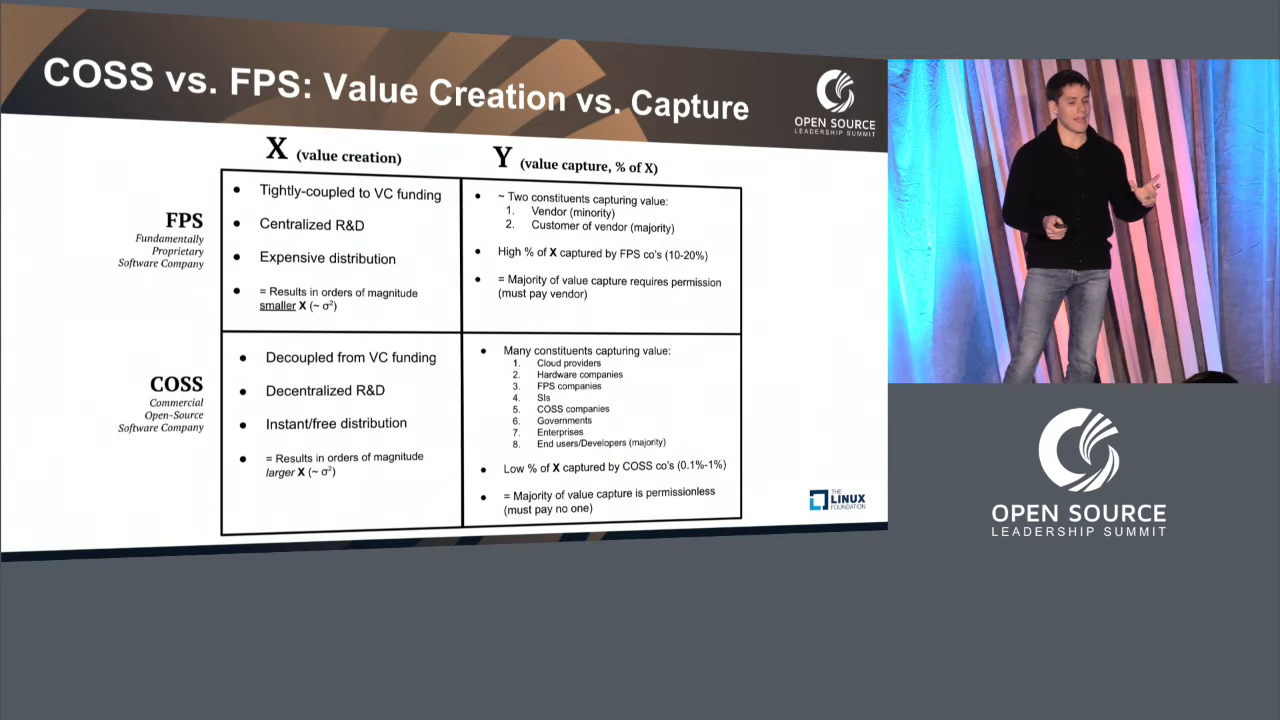 COSS vs. FPS: Value Creation vs. Capture
OPEN SOURCE
LEADERSHIP SUMMIT
X (value creation)
Y (value capture, % of X)
FPS
Fundamentally
Proprietary
Software Company
• Tightly-coupled to VC funding
• Centralized R&D
• Expensive distribution
• = Results in orders of magnitude
smaller X (~ σ²)
• ~ Two constituents capturing value:
1. Vendor (minority)
2. Customer of vendor (majority)
• High % of X captured by FPS co's (10-20%)
• = Majority of value capture requires permission
(must pay vendor)
COSS
Commercial
Open-Source
Software Company
• Decoupled from VC funding
• Decentralized R&D
• Instant/free distribution
• = Results in orders of magnitude
larger X (~ σ²)
• Many constituents capturing value:
1. Cloud providers
2. Hardware companies
3. FPS companies
4. SIs
5. COSS companies
6. Governments
7. Enterprises
8. End users/Developers (majority)
• Low % of X captured by COSS co's (0.1%-1%)
• = Majority of value capture is permissionless
(must pay no one)
THE
LINUX
FOUNDATION
OPEN SOURCE
LEADERSHIP SUMMIT